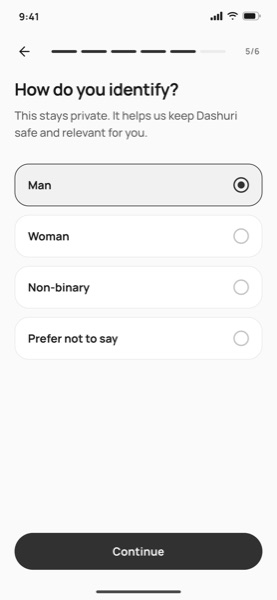 9:41
5/6
How do you identify?
This stays private. It helps us keep Dashuri
safe and relevant for you.
Man
Woman
Non-binary
Prefer not to say
Continue